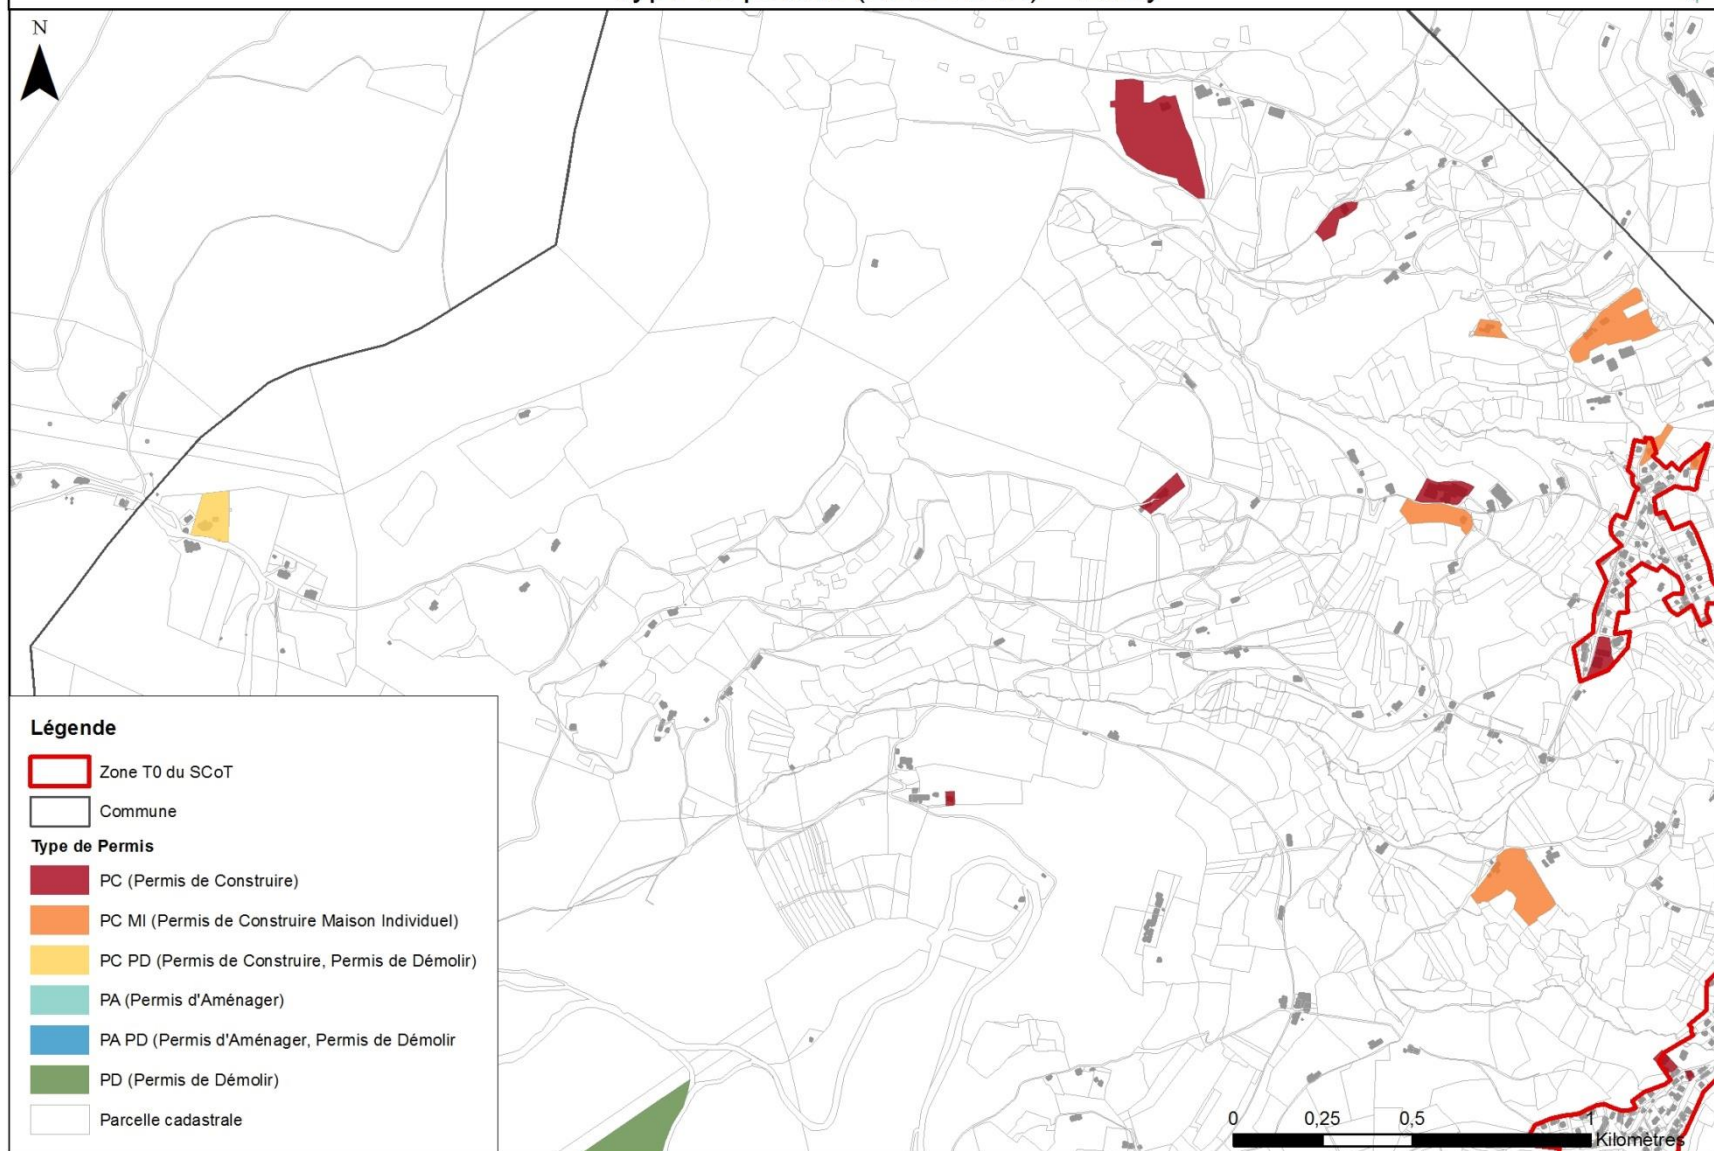 N
Légende
Zone T0 du SCoT
Commune
Type de Permis
PC (Permis de Construire)
PC MI (Permis de Construire Maison Individuel)
PC PD (Permis de Construire, Permis de Démolir)
PA (Permis d'Aménager)
PA PD (Permis d'Aménager, Permis de Démolir
PD (Permis de Démolir)
Parcelle cadastrale
0 0,25 0,5 1
Kilomètres